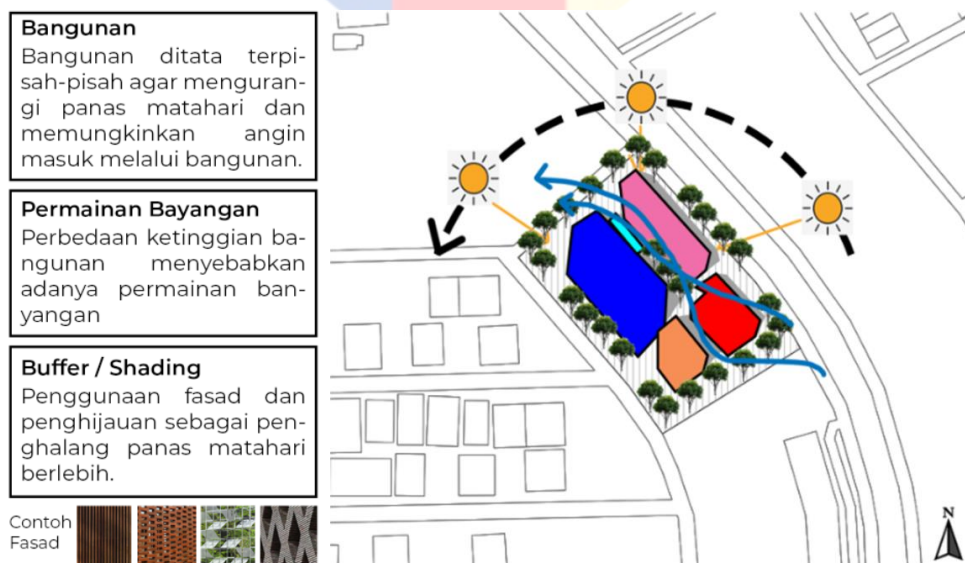 Bangunan
Bangunan ditata terpi-
sah-pisah agar menguran-
gi panas matahari dan
memungkinkan angin
masuk melalui bangunan.
Permainan Bayangan
Perbedaan ketinggian ba-
ngunan menyebabkan
adanya permainan ban-
yangan
Buffer / Shading
Penggunaan fasad dan
penghijauan sebagai pen-
ghalang panas matahari
berlebih.
Contoh
Fasad
N